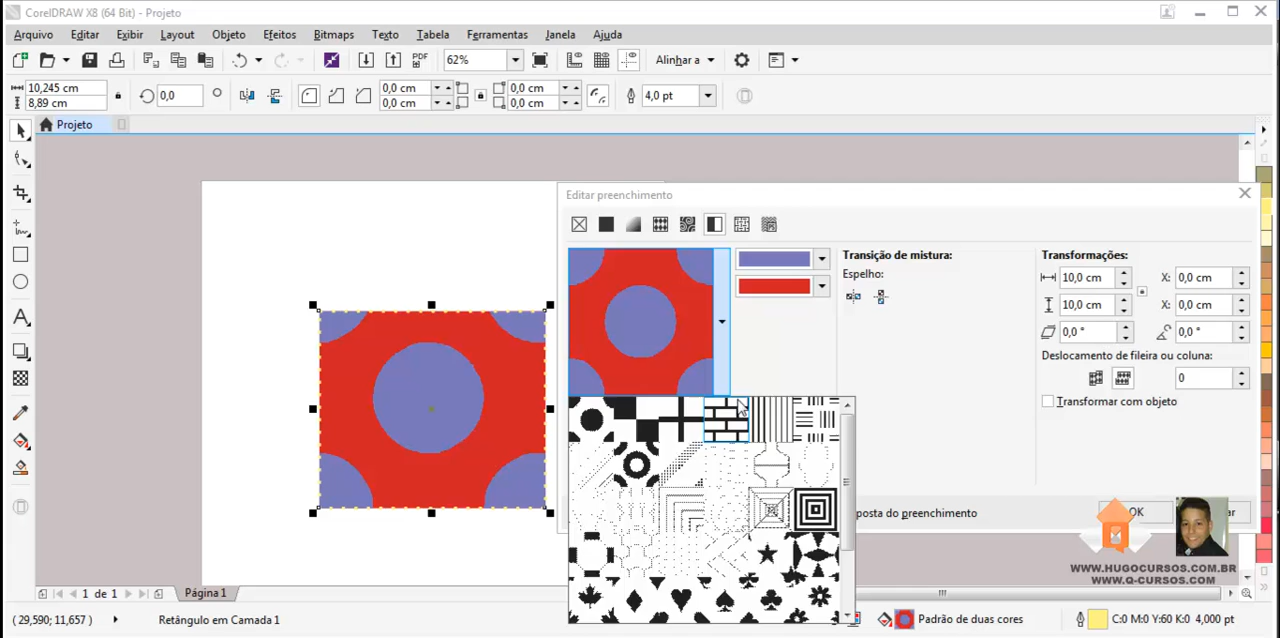 CorelDRAW X8 (64 Bit) - Projeto
Arquivo Editar Exibir Layout Objeto Efeitos Bitmaps Texto Tabela Ferramentas Janela Ajuda
PDF 62% Alinhar a
10,245 cm 0,0 0,0 cm 0,0 cm 4,0 pt
8,89 cm 0,0 cm 0,0 cm
Projeto
Editar preenchimento
Transição de mistura: Transformações:
Espelho: 10,0 cm X: 0,0 cm
10,0 cm X: 0,0 cm
0,0 ° 0,0 °
Deslocamento de fileira ou coluna:
0
Transformar com objeto
posta do preenchimento OK ar
WWW.HUGOCURSOS.COM.BR
WWW.Q-CURSOS.COM
1 de 1 Página 1
( 29,590; 11,657 ) Retângulo em Camada 1 Padrão de duas cores C:0 M:0 Y:60 K:0 4,000 pt